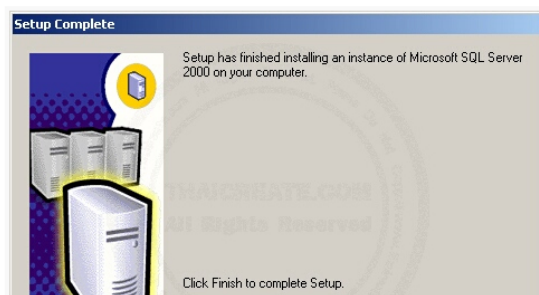 Setup Complete
Setup has finished installing an instance of Microsoft SQL Server
2000 on your computer.
THAICREATE.COM
All Rights Reserved
Click Finish to complete Setup.